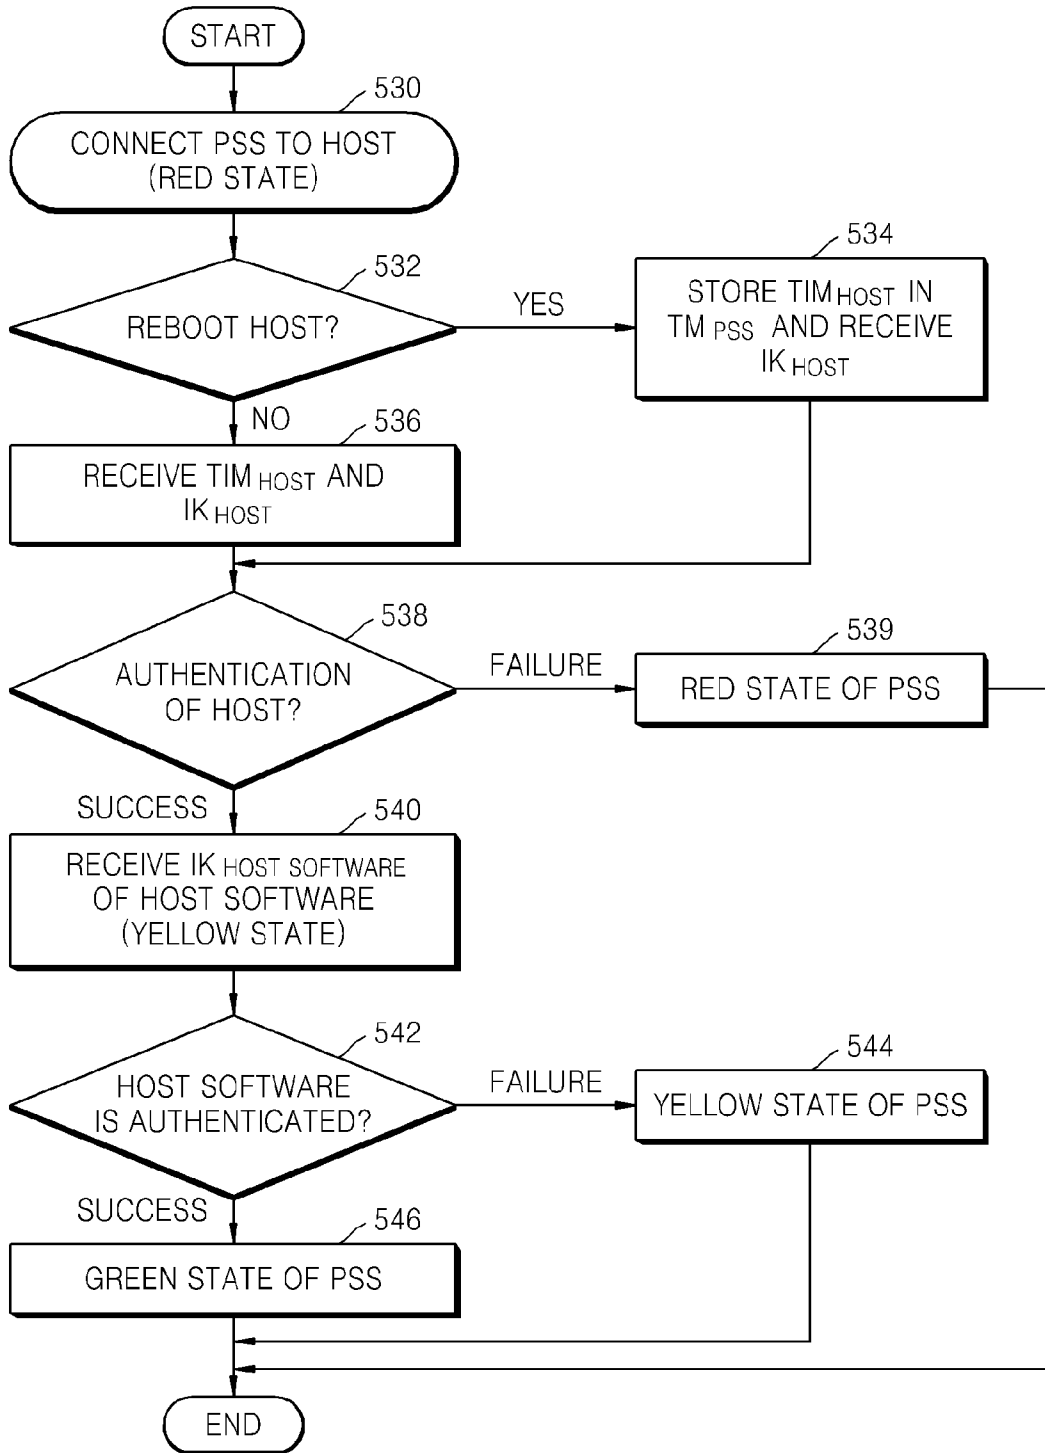 START
530
CONNECT PSS TO HOST
(RED STATE)
532
REBOOT HOST?
YES
534
STORE TIM HOST IN
TM PSS AND RECEIVE
IK HOST
NO
536
RECEIVE TIM HOST AND
IK HOST
538
AUTHENTICATION
OF HOST?
FAILURE
539
RED STATE OF PSS
SUCCESS
540
RECEIVE IK HOST SOFTWARE
OF HOST SOFTWARE
(YELLOW STATE)
542
HOST SOFTWARE
IS AUTHENTICATED?
FAILURE
544
YELLOW STATE OF PSS
SUCCESS
546
GREEN STATE OF PSS
END